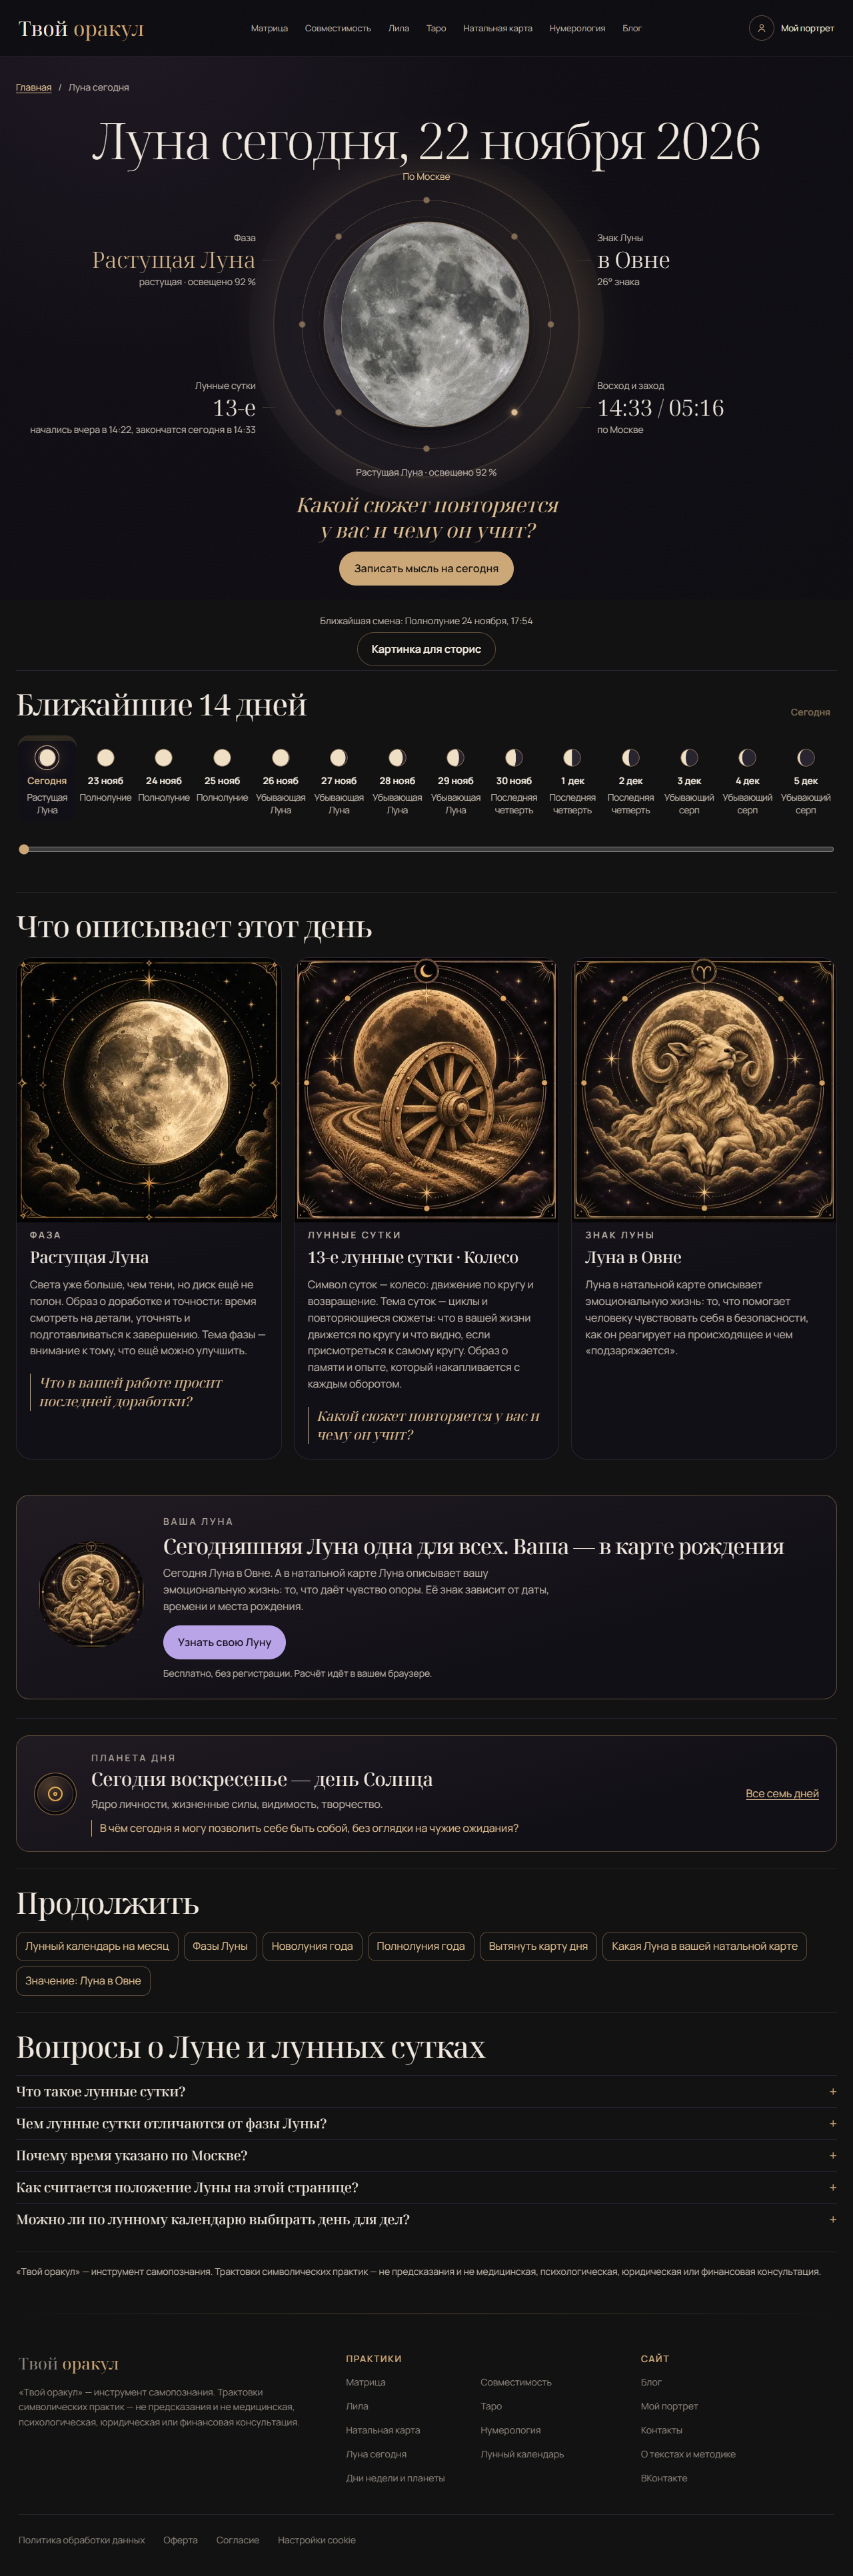 Твой оракул
Матрица Совместимость Лила Таро Натальная карта Нумерология Блог
Мой портрет
Главная / Луна сегодня
Луна сегодня, 22 ноября 2026
По Москве
Фаза
Растущая Луна
растущая · освещено 92 %
Знак Луны
в Овне
26° знака
Лунные сутки
13-е
начались вчера в 14:22, закончатся сегодня в 14:33
Восход и заход
14:33 / 05:16
по Москве
Растущая Луна · освещено 92 %
Какой сюжет повторяется
у вас и чему он учит?
Записать мысль на сегодня
Ближайшая смена: Полнолуние 24 ноября, 17:54
Картинка для сторис
Ближайшие 14 дней
Сегодня
Сегодня 23 нояб 24 нояб 25 нояб 26 нояб 27 нояб 28 нояб 29 нояб 30 нояб 1 дек 2 дек 3 дек 4 дек 5 дек
Растущая Полнолуние Полнолуние Полнолуние Убывающая Убывающая Убывающая Убывающая Последняя Последняя Последняя Убывающий Убывающий Убывающий
Луна Луна Луна Луна Луна четверть четверть четверть серп серп серп
Что описывает этот день
ФАЗА
Растущая Луна
Света уже больше, чем тени, но диск ещё не
полон. Образ о доработке и точности: время
смотреть на детали, уточнять и
подготавливаться к завершению. Тема фазы —
внимание к тому, что ещё можно улучшить.
Что в вашей работе просит
последней доработки?
ЛУННЫЕ СУТКИ
13-е лунные сутки · Колесо
Символ суток — колесо: движение по кругу и
возвращение. Тема суток — циклы и
повторяющиеся сюжеты: что в вашей жизни
движется по кругу и что видно, если
присмотреться к самому кругу. Образ о
памяти и опыте, который накапливается с
каждым оборотом.
Какой сюжет повторяется у вас и
чему он учит?
ЗНАК ЛУНЫ
Луна в Овне
Луна в натальной карте описывает
эмоциональную жизнь: то, что помогает
человеку чувствовать себя в безопасности,
как он реагирует на происходящее и чем
«подзаряжается».
ВАША ЛУНА
Сегодняшняя Луна одна для всех. Ваша — в карте рождения
Сегодня Луна в Овне. А в натальной карте Луна описывает вашу
эмоциональную жизнь: то, что даёт чувство опоры. Её знак зависит от даты,
времени и места рождения.
Узнать свою Луну
Бесплатно, без регистрации. Расчёт идёт в вашем браузере.
ПЛАНЕТА ДНЯ
Сегодня воскресенье — день Солнца
Ядро личности, жизненные силы, видимость, творчество.
В чём сегодня я могу позволить себе быть собой, без оглядки на чужие ожидания?
Все семь дней
Продолжить
Лунный календарь на месяц Фазы Луны Новолуния года Полнолуния года Вытянуть карту дня Какая Луна в вашей натальной карте
Значение: Луна в Овне
Вопросы о Луне и лунных сутках
Что такое лунные сутки? +
Чем лунные сутки отличаются от фазы Луны? +
Почему время указано по Москве? +
Как считается положение Луны на этой странице? +
Можно ли по лунному календарю выбирать день для дел? +
«Твой оракул» — инструмент самопознания. Трактовки символических практик — не предсказания и не медицинская, психологическая, юридическая или финансовая консультация.
Твой оракул
«Твой оракул» — инструмент самопознания. Трактовки
символических практик — не предсказания и не медицинская,
психологическая, юридическая или финансовая консультация.
ПРАКТИКИ
Матрица Совместимость
Лила Таро
Натальная карта Нумерология
Луна сегодня Лунный календарь
Дни недели и планеты
САЙТ
Блог
Мой портрет
Контакты
О текстах и методике
ВКонтакте
Политика обработки данных Оферта Согласие Настройки cookie